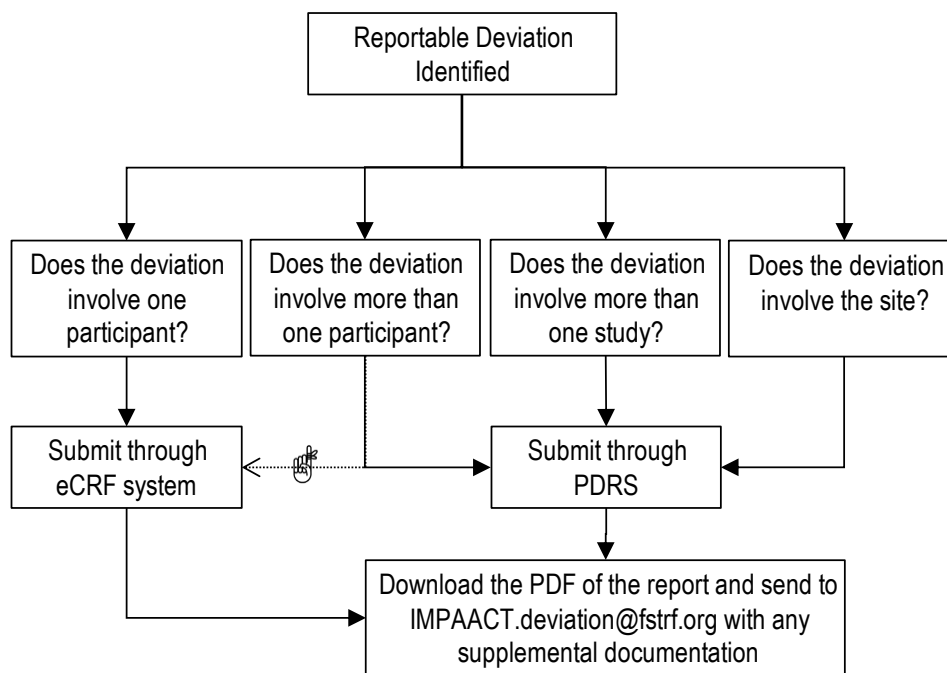 Reportable Deviation
Identified
Does the deviation
involve one
participant?
Does the deviation
involve more than
one participant?
Does the deviation
involve more than
one study?
Does the deviation
involve the site?
Submit through
eCRF system
Submit through
PDRS
Download the PDF of the report and send to
IMPAACT.deviation@fstrf.org with any
supplemental documentation